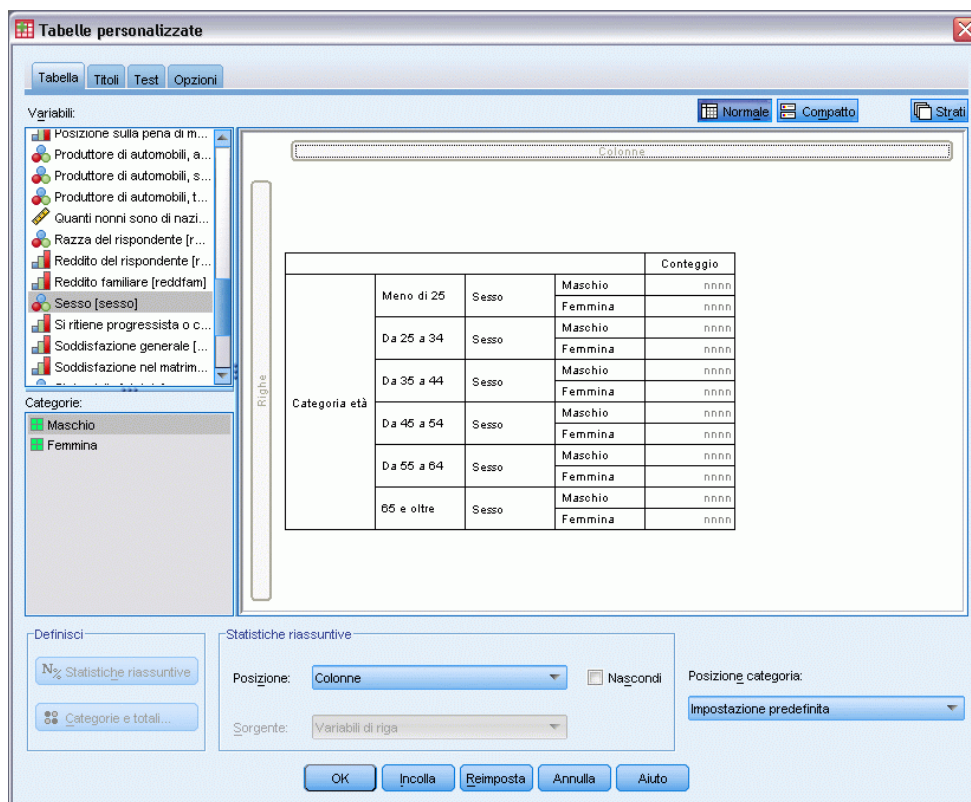 Tabelle personalizzate
Tabella Titoli Test Opzioni
Variabili:
Normale Compatto Strati
Posizione sulla pena di m...
Produttore di automobili, a...
Produttore di automobili, s...
Produttore di automobili, t...
Quanti nonni sono di nazi...
Razza del rispondente [r...
Reddito del rispondente [r...
Reddito familiare [reddfam]
Sesso [sesso]
Si ritiene progressista o c...
Soddisfazione generale [...
Soddisfazione nel matrim...
Categorie:
Maschio
Femmina
Colonne
Righe
Conteggio
Categoria età
Meno di 25 Sesso Maschio nnnn
Femmina nnnn
Da 25 a 34 Sesso Maschio nnnn
Femmina nnnn
Da 35 a 44 Sesso Maschio nnnn
Femmina nnnn
Da 45 a 54 Sesso Maschio nnnn
Femmina nnnn
Da 55 a 64 Sesso Maschio nnnn
Femmina nnnn
65 e oltre Sesso Maschio nnnn
Femmina nnnn
Definisci
N% Statistiche riassuntive
Categorie e totali...
Statistiche riassuntive
Posizione: Colonne Nascondi
Sorgente: Variabili di riga
Posizione categoria:
Impostazione predefinita
OK Incolla Reimposta Annulla Aiuto